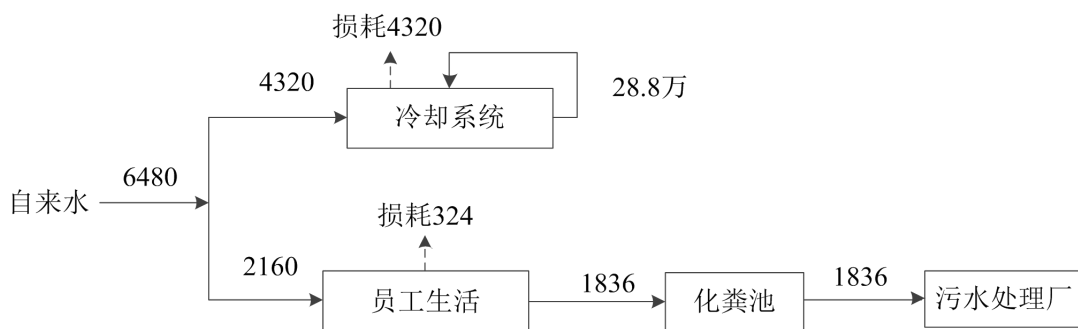 损耗4320
4320
28.8万
冷却系统
6480
自来水
损耗324
2160
员工生活
1836
化粪池
1836
污水处理厂